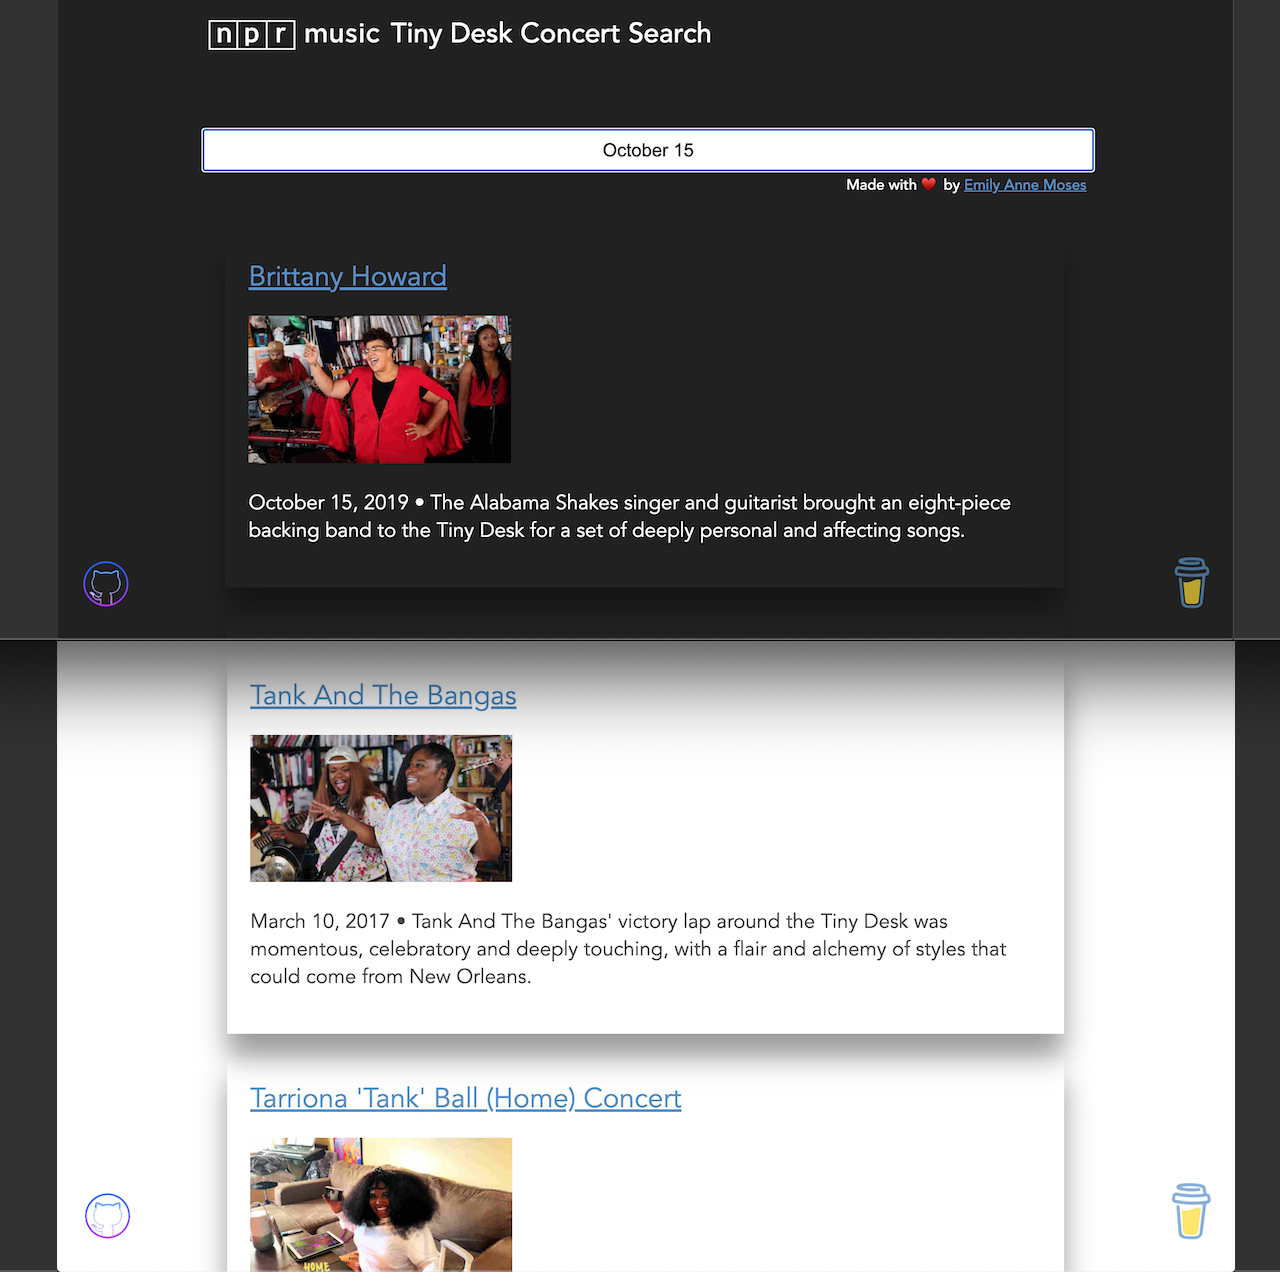 npr music Tiny Desk Concert Search
October 15
Made with ❤️ by Emily Anne Moses
Brittany Howard
October 15, 2019 • The Alabama Shakes singer and guitarist brought an eight-piece
backing band to the Tiny Desk for a set of deeply personal and affecting songs.
Tank And The Bangas
March 10, 2017 • Tank And The Bangas' victory lap around the Tiny Desk was
momentous, celebratory and deeply touching, with a flair and alchemy of styles that
could come from New Orleans.
Tarriona 'Tank' Ball (Home) Concert
HOME